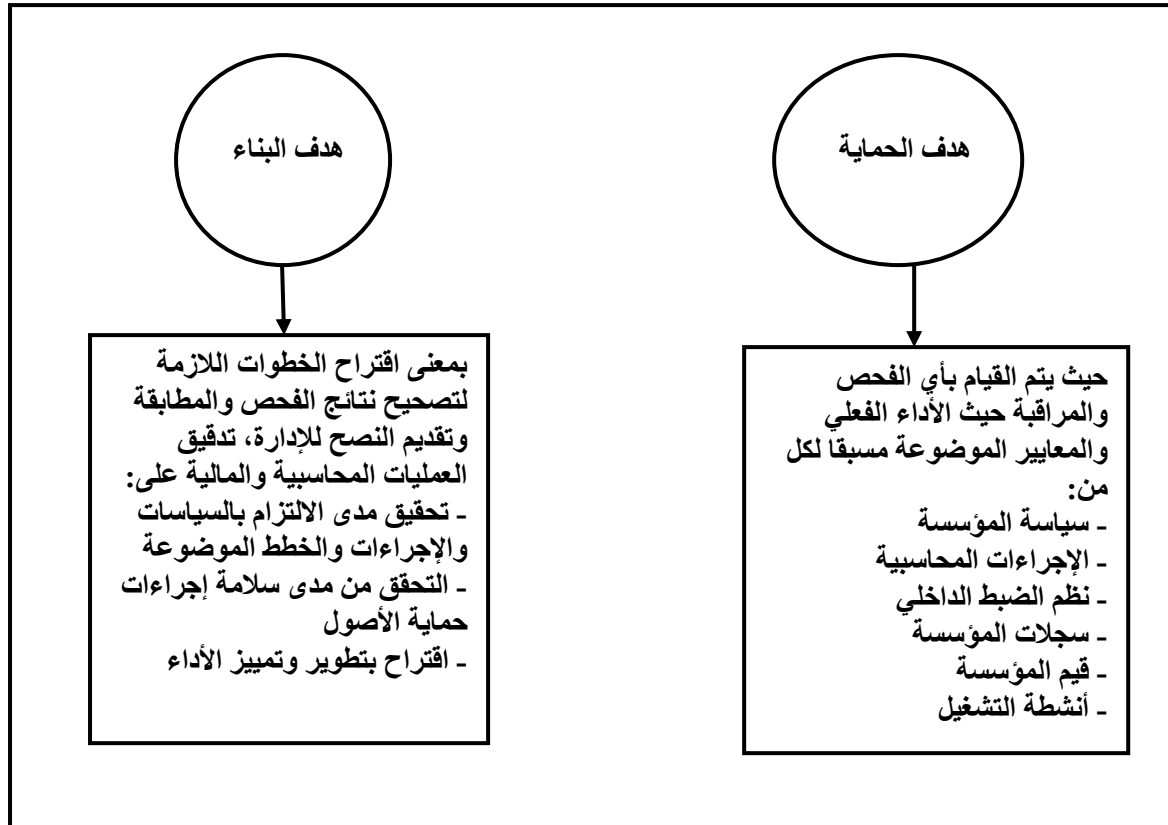 هدف الحماية
حيث يتم القيام بأي الفحص
والمراقبة حيث الأداء الفعلي
والمعايير الموضوعة مسبقا لكل
من:
- سياسة المؤسسة
- الإجراءات المحاسبية
- نظم الضبط الداخلي
- سجلات المؤسسة
- قيم المؤسسة
- أنشطة التشغيل
هدف البناء
بمعنى اقتراح الخطوات اللازمة
لتصحيح نتائج الفحص والمطابقة
وتقديم النصح للإدارة، تدقيق
العمليات المحاسبية والمالية على:
- تحقيق مدى الالتزام بالسياسات
والإجراءات والخطط الموضوعة
- التحقق من مدى سلامة إجراءات
حماية الأصول
- اقتراح بتطوير وتمييز الأداء